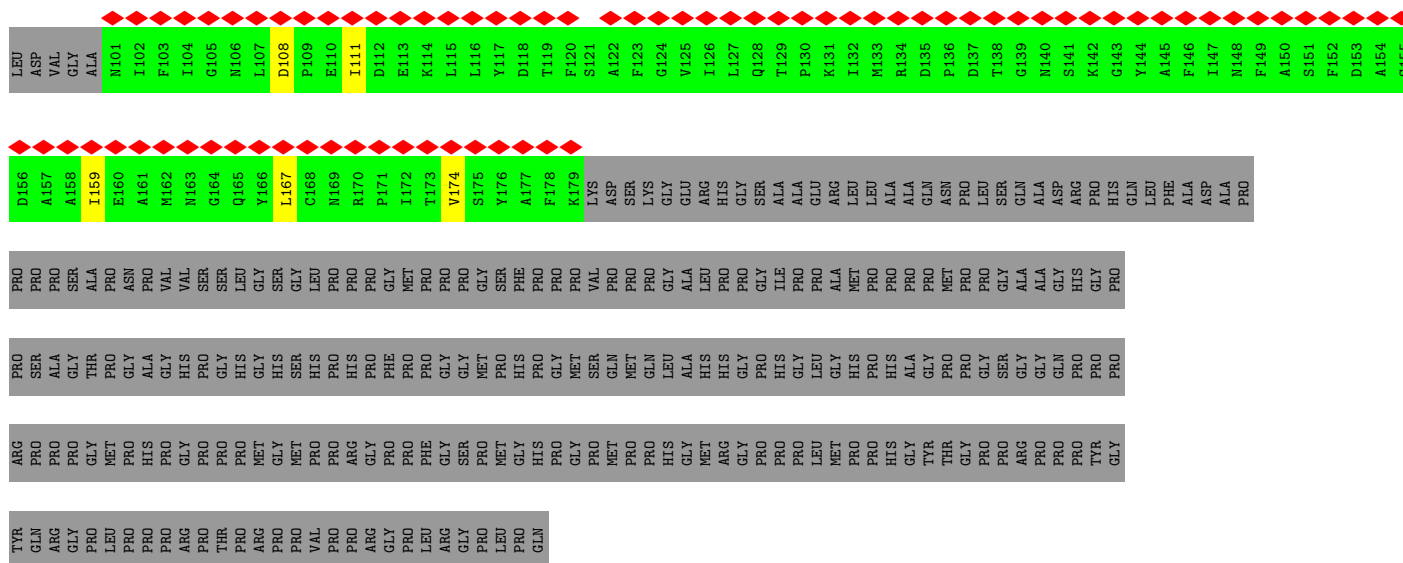 LEU ASP VAL GLY ALA N101 I102 F103 I104 G105 N106 L107 D108 P109 E110 I111 D112 E113 K114 L115 L116 Y117 D118 T119 F120 S121 A122 F123 G124 V125 I126 L127 Q128 T129 P130 K131 I132 M133 R134 D135 P136 D137 T138 G139 N140 S141 K142 G143 Y144 A145 F146 I147 N148 F149 A150 S151 F152 D153 A154
D156 A157 A158 I159 E160 A161 M162 N163 G164 Q165 Y166 L167 C168 N169 R170 P171 I172 T173 V174 S175 Y176 A177 F178 K179 LYS ASP SER LYS GLY GLU ARG HIS GLY SER ALA ALA GLU ARG LEU LEU ALA ALA GLN ASN PRO LEU SER GLN ALA ASP ARG PRO HIS GLN LEU PHE ALA ASP ALA PRO
PRO PRO PRO SER ALA PRO ASN PRO VAL VAL SER SER LEU GLY SER GLY LEU PRO PRO PRO GLY MET PRO PRO PRO GLY SER PHE PRO PRO PRO VAL PRO PRO PRO GLY ALA LEU PRO PRO GLY ILE PRO PRO ALA MET PRO PRO PRO PRO MET PRO PRO GLY ALA ALA GLY HIS GLY PRO
PRO SER ALA GLY THR PRO GLY ALA GLY HIS PRO GLY HIS GLY HIS SER HIS PRO HIS PRO PHE PRO PRO GLY GLY MET PRO HIS PRO GLY MET SER GLN MET GLN LEU ALA HIS HIS GLY PRO HIS GLY LEU GLY HIS PRO HIS ALA GLY PRO PRO GLY SER GLY GLY GLN PRO PRO PRO
ARG PRO PRO PRO GLY MET PRO HIS PRO GLY PRO PRO PRO MET GLY MET PRO PRO ARG GLY PRO PRO PHE GLY SER PRO MET GLY HIS PRO GLY PRO MET PRO PRO HIS GLY MET ARG GLY PRO PRO PRO LEU MET PRO PRO HIS GLY TYR THR GLY PRO PRO ARG PRO PRO PRO TYR GLY
TYR GLN ARG GLY PRO LEU PRO PRO PRO ARG PRO THR PRO ARG PRO PRO VAL PRO PRO ARG GLY PRO LEU ARG GLY PRO LEU PRO GLN